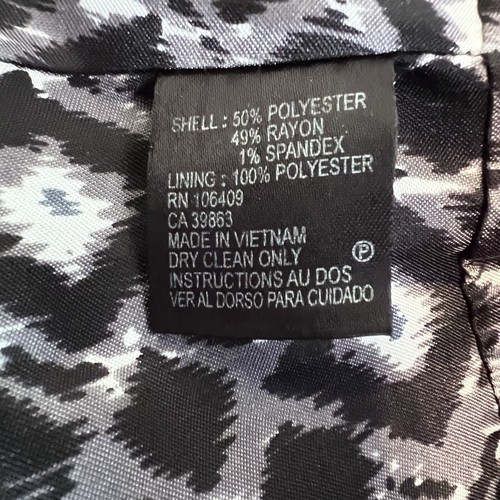 SHELL : 50% POLYESTER
49% RAYON
1% SPANDEX
LINING : 100% POLYESTER
RN 106409
CA 39863
MADE IN VIETNAM
DRY CLEAN ONLY Ⓟ
INSTRUCTIONS AU DOS
VER AL DORSO PARA CUIDADO